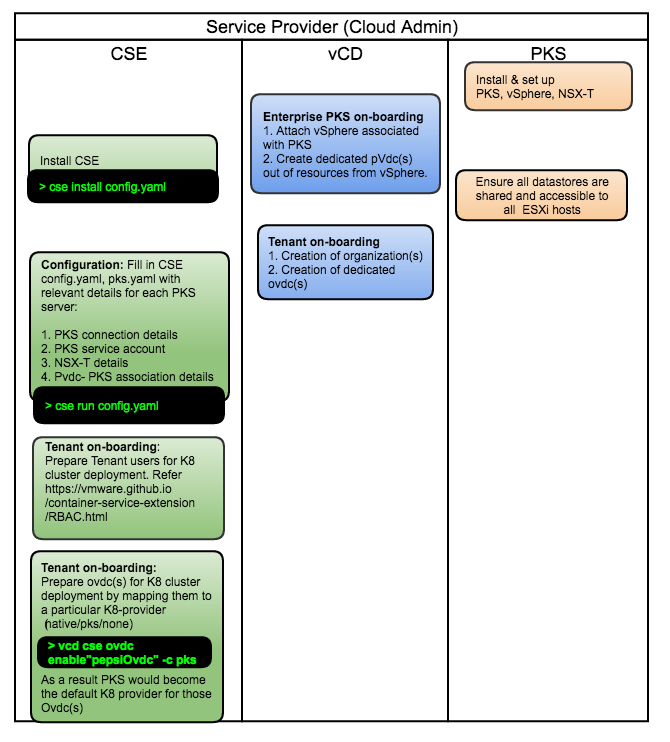 Service Provider (Cloud Admin)
CSE
Install CSE
> cse install config.yaml
Configuration: Fill in CSE
config.yaml, pks.yaml with
relevant details for each PKS
server:
1. PKS connection details
2. PKS service account
3. NSX-T details
4. Pvdc- PKS association details
> cse run config.yaml
Tenant on-boarding:
Prepare Tenant users for K8
cluster deployment. Refer
https://vmware.github.io
/container-service-extension
/RBAC.html
Tenant on-boarding:
Prepare ovdc(s) for K8 cluster
deployment by mapping them to
a particular K8-provider
(native/pks/none)
> vcd cse ovdc
enable"pepsiOvdc" -c pks
As a result PKS would become
the default K8 provider for those
Ovdc(s)
vCD
Enterprise PKS on-boarding
1. Attach vSphere associated
with PKS
2. Create dedicated pVdc(s)
out of resources from vSphere.
Tenant on-boarding
1. Creation of organization(s)
2. Creation of dedicated
ovdc(s)
PKS
Install & set up
PKS, vSphere, NSX-T
Ensure all datastores are
shared and accessible to
all ESXi hosts